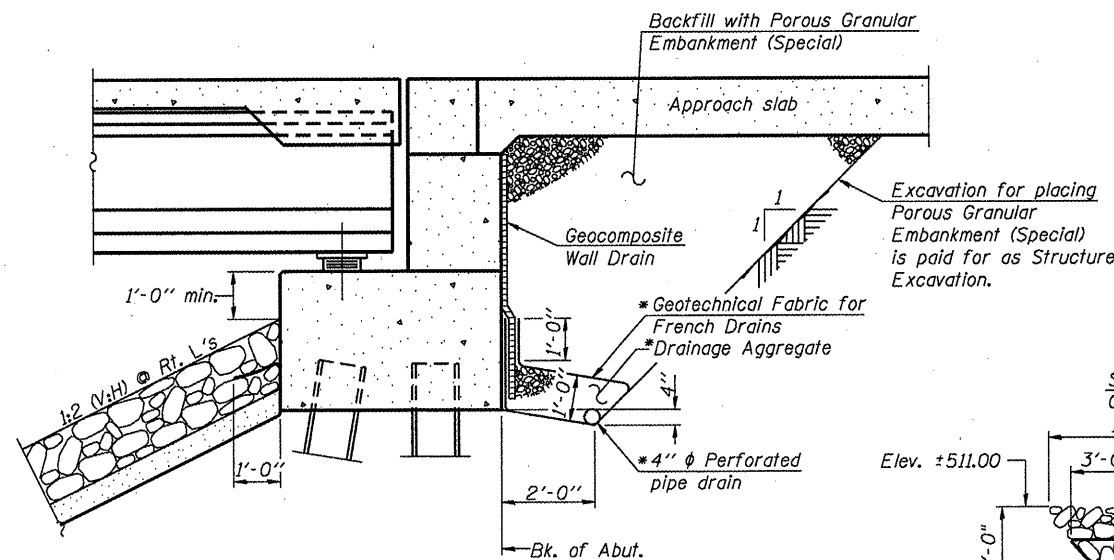 Backfill with Porous Granular
Embankment (Special)
Approach slab
1
1
Excavation for placing
Porous Granular
Embankment (Special)
is paid for as Structure
Excavation.
Geocomposite
Wall Drain
1'-0" min.
*Geotechnical Fabric for
French Drains
*Drainage Aggregate
1'-0"
1'-0"
4"
1:2 (V:H) @ Rt. L's
1'-0"
2'-0"
*4" ϕ Perforated
pipe drain
Bk. of Abut.
Elev. ±511.00
3'-0
'-0"